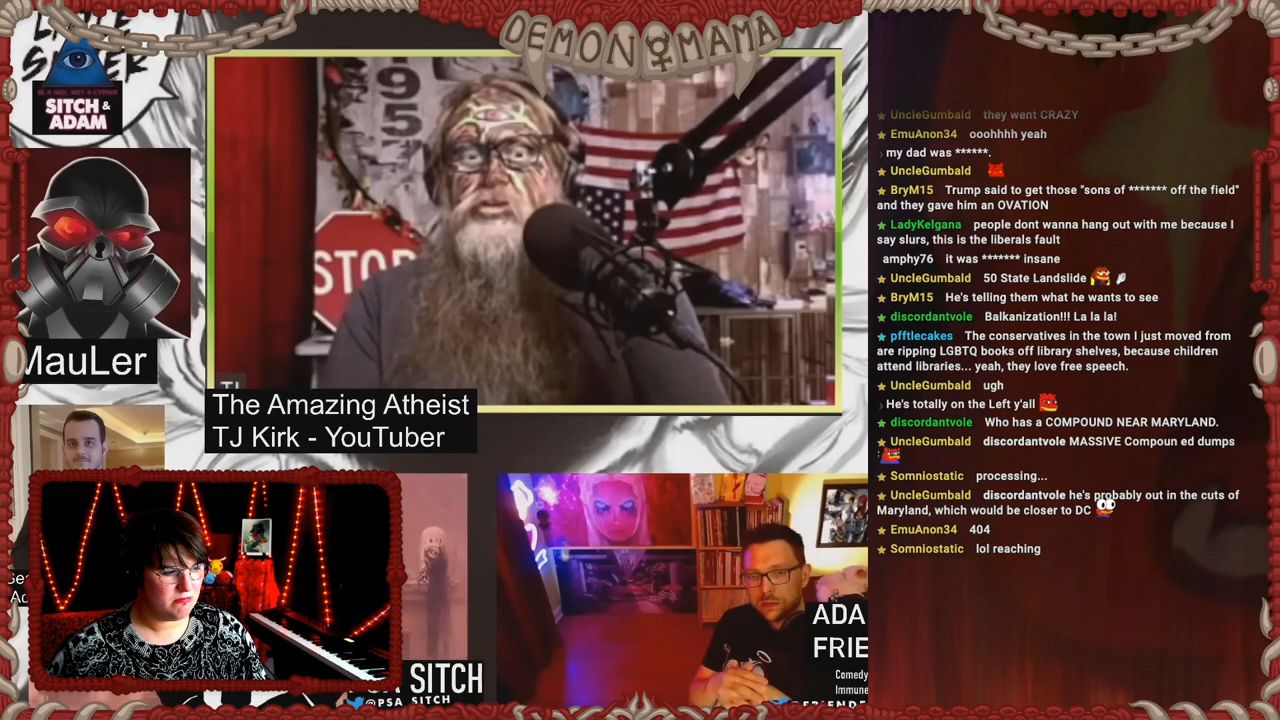 DEMON MAMA
BE A NEO, NOT A CYPHER
SITCH &
ADAM
MauLer
1957
STOP
The Amazing Atheist
TJ Kirk - YouTuber
PSA SITCH
@PSA_SITCH
ADA
FRIE
Comedy
Immune
UncleGumbald they went CRAZY
EmuAnon34 ooohhhh yeah
my dad was ******.
UncleGumbald
BryM15 Trump said to get those "sons of ******* off the field"
and they gave him an OVATION
LadyKelgana people dont wanna hang out with me because I
say slurs, this is the liberals fault
amphy76 it was ******* insane
UncleGumbald 50 State Landslide
BryM15 He's telling them what he wants to see
discordantvole Balkanization!!! La la la!
pfftlecakes The conservatives in the town I just moved from
are ripping LGBTQ books off library shelves, because children
attend libraries... yeah, they love free speech.
UncleGumbald ugh
He's totally on the Left y'all
discordantvole Who has a COMPOUND NEAR MARYLAND.
UncleGumbald discordantvole MASSIVE Compoun ed dumps
Somniostatic processing...
UncleGumbald discordantvole he's probably out in the cuts of
Maryland, which would be closer to DC
EmuAnon34 404
Somniostatic lol reaching